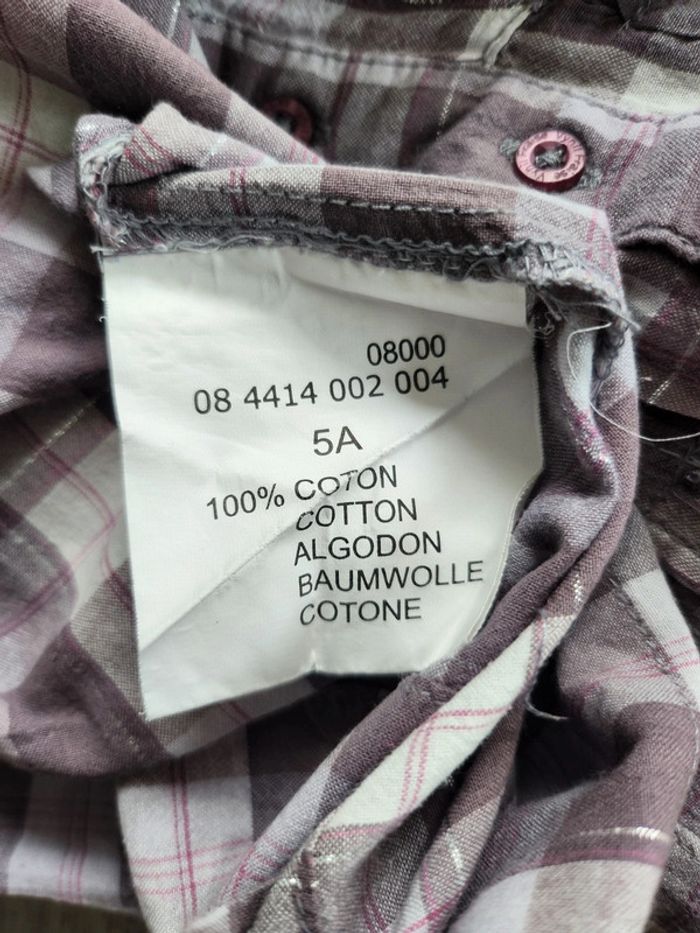 08000
08 4414 002 004
5A
100% COTON
COTTON
ALGODON
BAUMWOLLE
COTONE